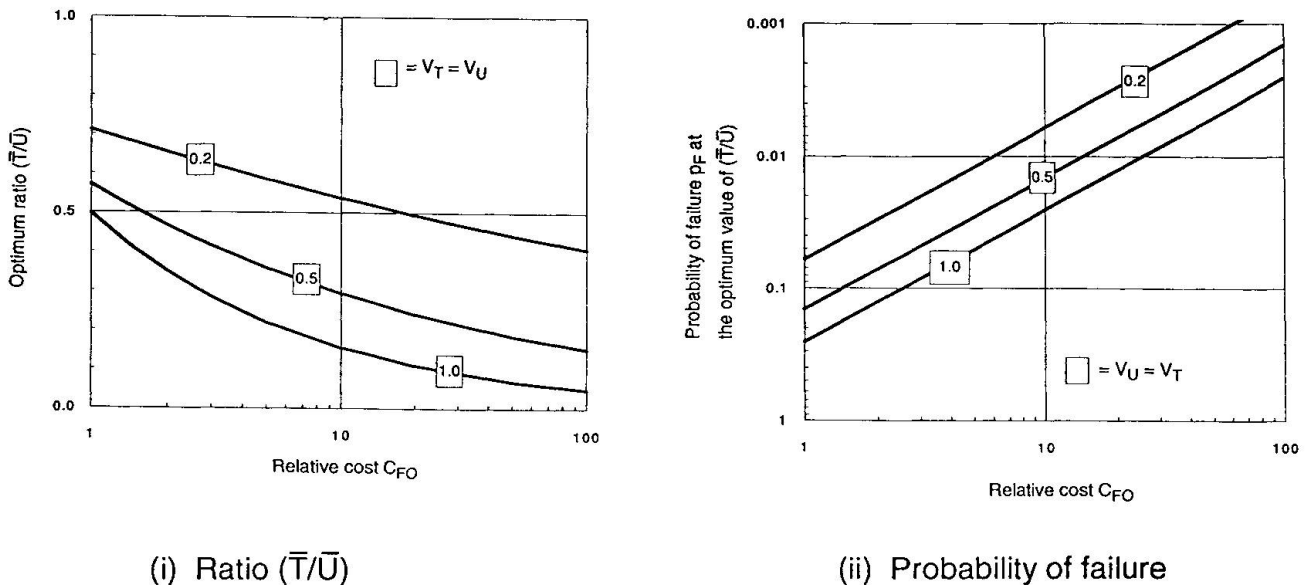 1.0
0.5
0.0
Optimum ratio (T̅/U̅)
□ = V_T = V_U
0.2
0.5
1.0
1
10
100
Relative cost C_FO
(i) Ratio (T̅/U̅)
0.001
0.01
0.1
1
Probability of failure p_F at
the optimum value of (T̅/U̅)
0.2
0.5
1.0
□ = V_U = V_T
1
10
100
Relative cost C_FO
(ii) Probability of failure